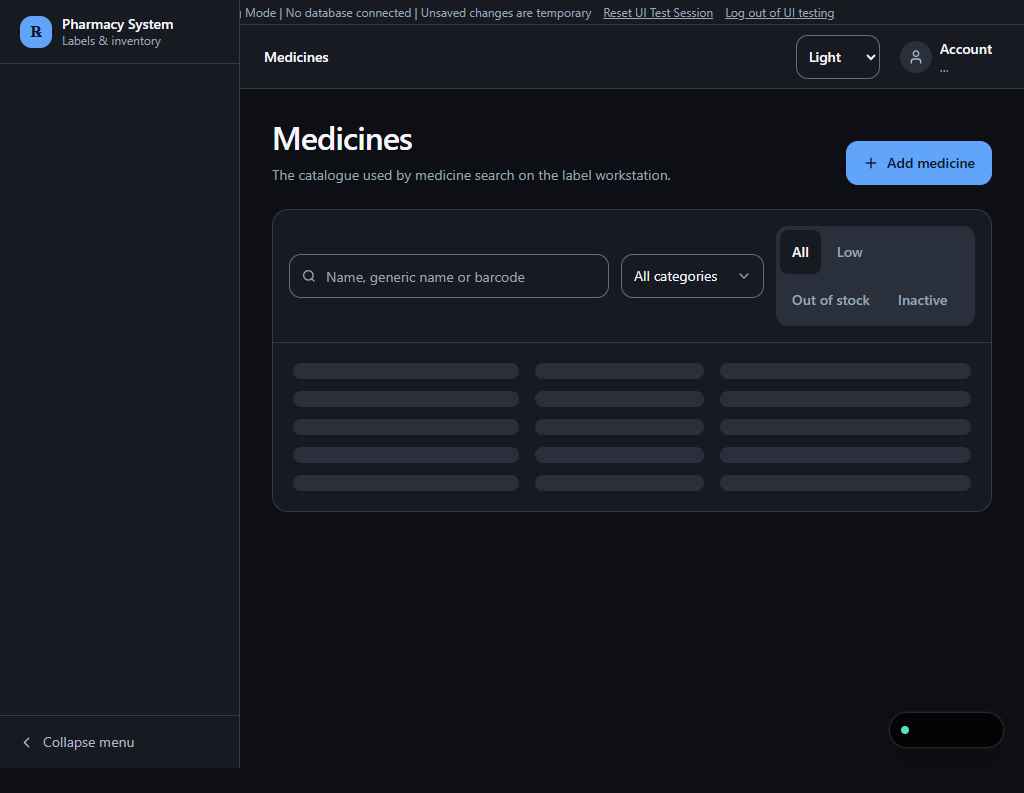 Pharmacy System
Labels & inventory
Mode | No database connected | Unsaved changes are temporary Reset UI Test Session Log out of UI testing
Medicines
Light
Account
...
Medicines
The catalogue used by medicine search on the label workstation.
+ Add medicine
Name, generic name or barcode
All categories
All Low
Out of stock Inactive
Collapse menu